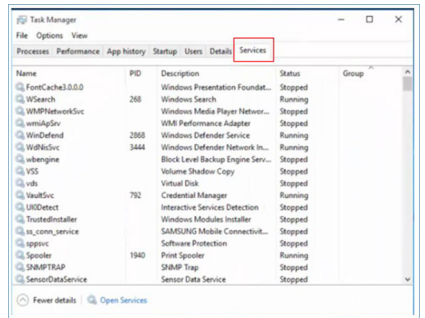 Task Manager
File Options View
Processes Performance App history Startup Users Details Services
Name PID Description Status Group
FontCache3.0.0.0 Windows Presentation Foundat... Stopped
WSearch 268 Windows Search Running
WMPNetworkSvc Windows Media Player Networ... Stopped
wmiApSrv WMI Performance Adapter Stopped
WinDefend 2868 Windows Defender Service Running
WdNisSvc 3444 Windows Defender Network In... Running
wbengine Block Level Backup Engine Serv... Stopped
VSS Volume Shadow Copy Stopped
vds Virtual Disk Stopped
VaultSvc 792 Credential Manager Running
UI0Detect Interactive Services Detection Stopped
TrustedInstaller Windows Modules Installer Stopped
ss_conn_service SAMSUNG Mobile Connectivit... Stopped
sppsvc Software Protection Stopped
Spooler 1940 Print Spooler Running
SNMPTRAP SNMP Trap Stopped
SensorDataService Sensor Data Service Stopped
Fewer details Open Services